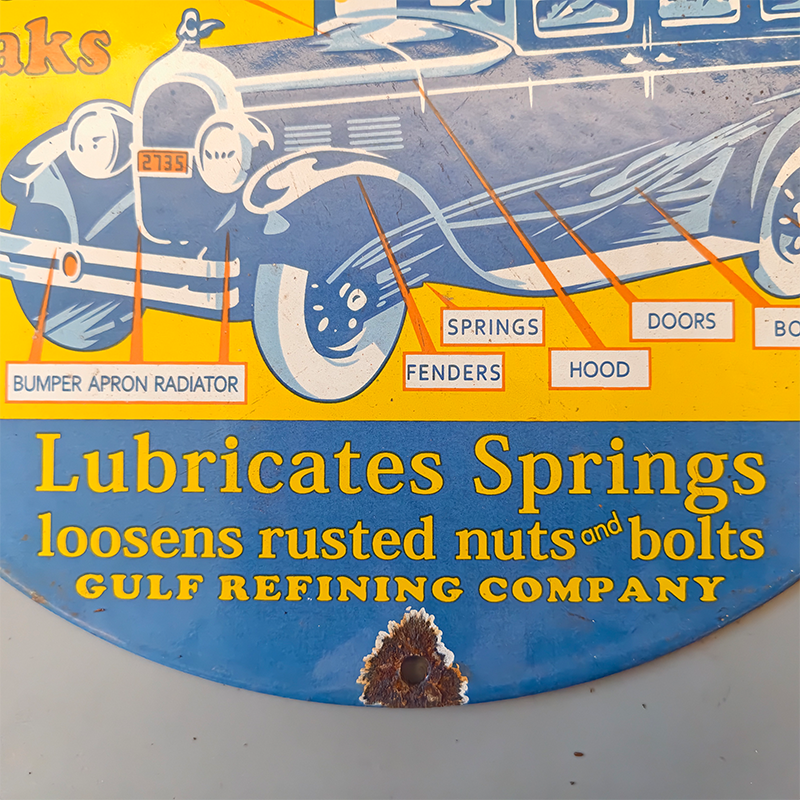 aks
2735
SPRINGS
DOORS
BO
BUMPER APRON RADIATOR
FENDERS
HOOD
Lubricates Springs
loosens rusted nuts and bolts
GULF REFINING COMPANY